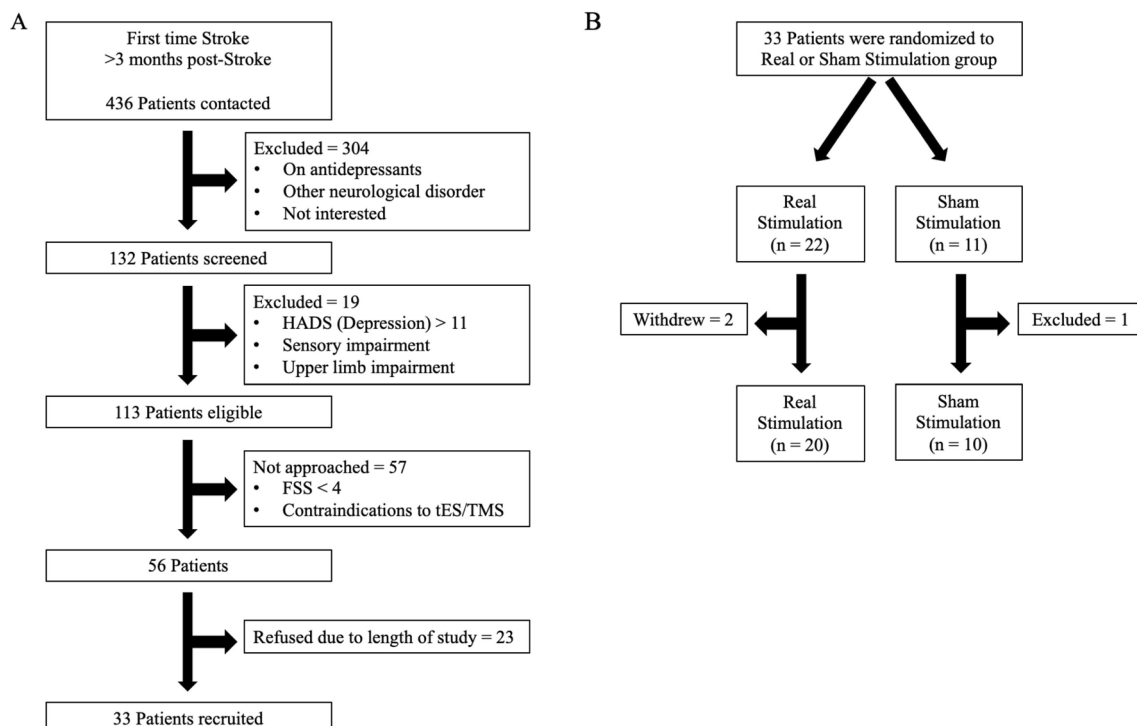 A
First time Stroke
>3 months post-Stroke
436 Patients contacted
Excluded = 304
• On antidepressants
• Other neurological disorder
• Not interested
132 Patients screened
Excluded = 19
• HADS (Depression) > 11
• Sensory impairment
• Upper limb impairment
113 Patients eligible
Not approached = 57
• FSS < 4
• Contraindications to tES/TMS
56 Patients
Refused due to length of study = 23
33 Patients recruited
B
33 Patients were randomized to
Real or Sham Stimulation group
Real
Stimulation
(n = 22)
Sham
Stimulation
(n = 11)
Withdrew = 2
Excluded = 1
Real
Stimulation
(n = 20)
Sham
Stimulation
(n = 10)